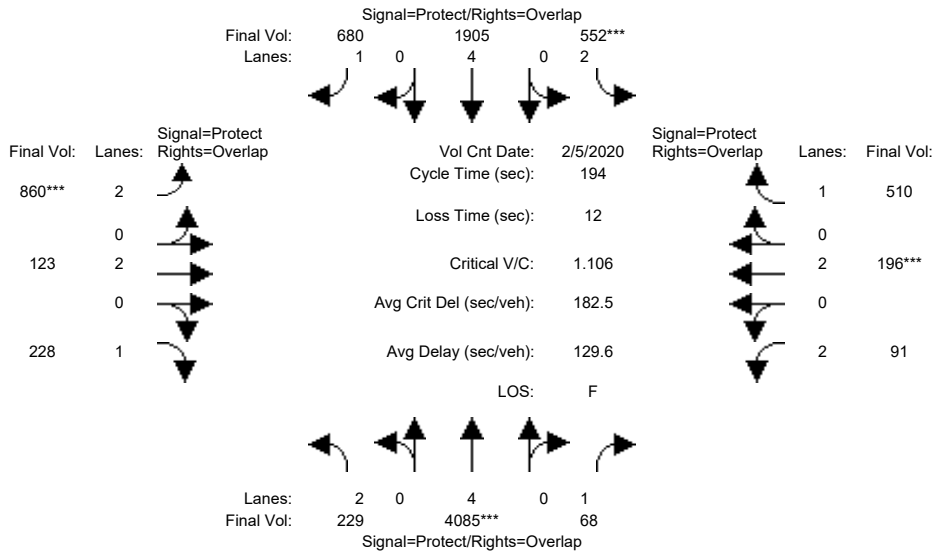 Signal=Protect/Rights=Overlap
Final Vol: 680 1905 552***
Lanes: 1 0 4 0 2
Signal=Protect Signal=Protect
Final Vol: Lanes: Rights=Overlap Vol Cnt Date: 2/5/2020 Rights=Overlap Lanes: Final Vol:
Cycle Time (sec): 194
860*** 2 1 510
Loss Time (sec): 12
0 0
123 2 Critical V/C: 1.106 2 196***
0 Avg Crit Del (sec/veh): 182.5 0
228 1 Avg Delay (sec/veh): 129.6 2 91
LOS: F
Lanes: 2 0 4 0 1
Final Vol: 229 4085*** 68
Signal=Protect/Rights=Overlap